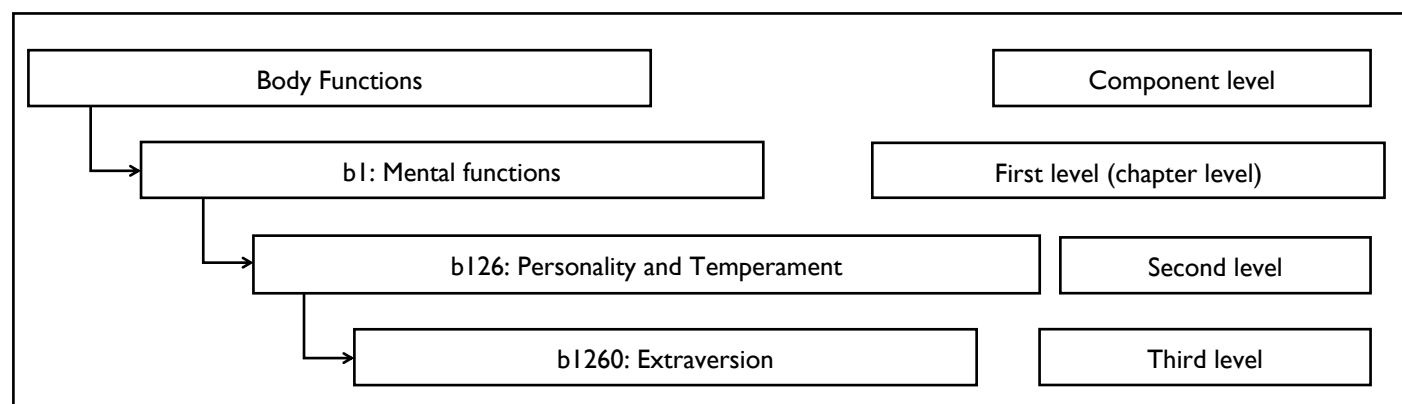 Body Functions
Component level
b1: Mental functions
First level (chapter level)
b126: Personality and Temperament
Second level
b1260: Extraversion
Third level